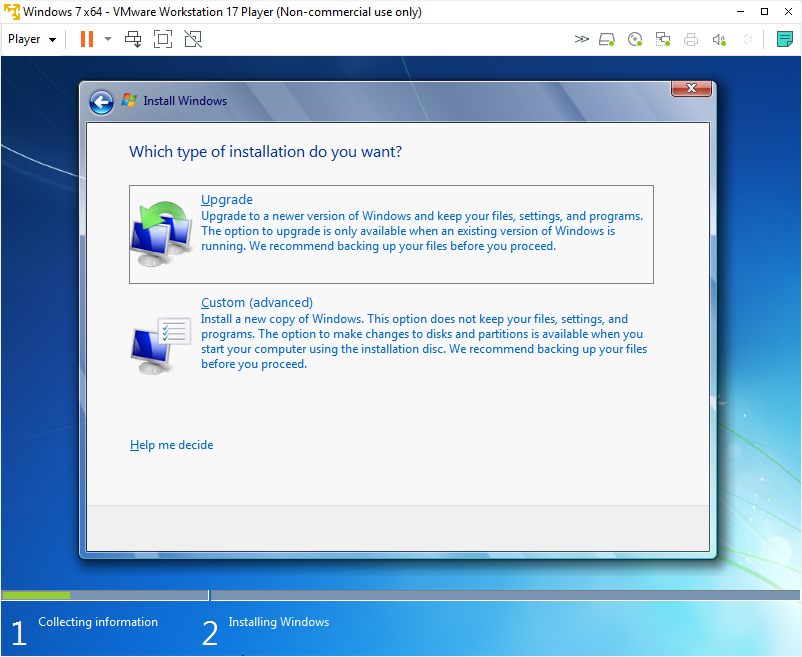 Windows 7 x64 - VMware Workstation 17 Player (Non-commercial use only)
Player
Install Windows
Which type of installation do you want?
Upgrade
Upgrade to a newer version of Windows and keep your files, settings, and programs.
The option to upgrade is only available when an existing version of Windows is
running. We recommend backing up your files before you proceed.
Custom (advanced)
Install a new copy of Windows. This option does not keep your files, settings, and
programs. The option to make changes to disks and partitions is available when you
start your computer using the installation disc. We recommend backing up your files
before you proceed.
Help me decide
1 Collecting information
2 Installing Windows